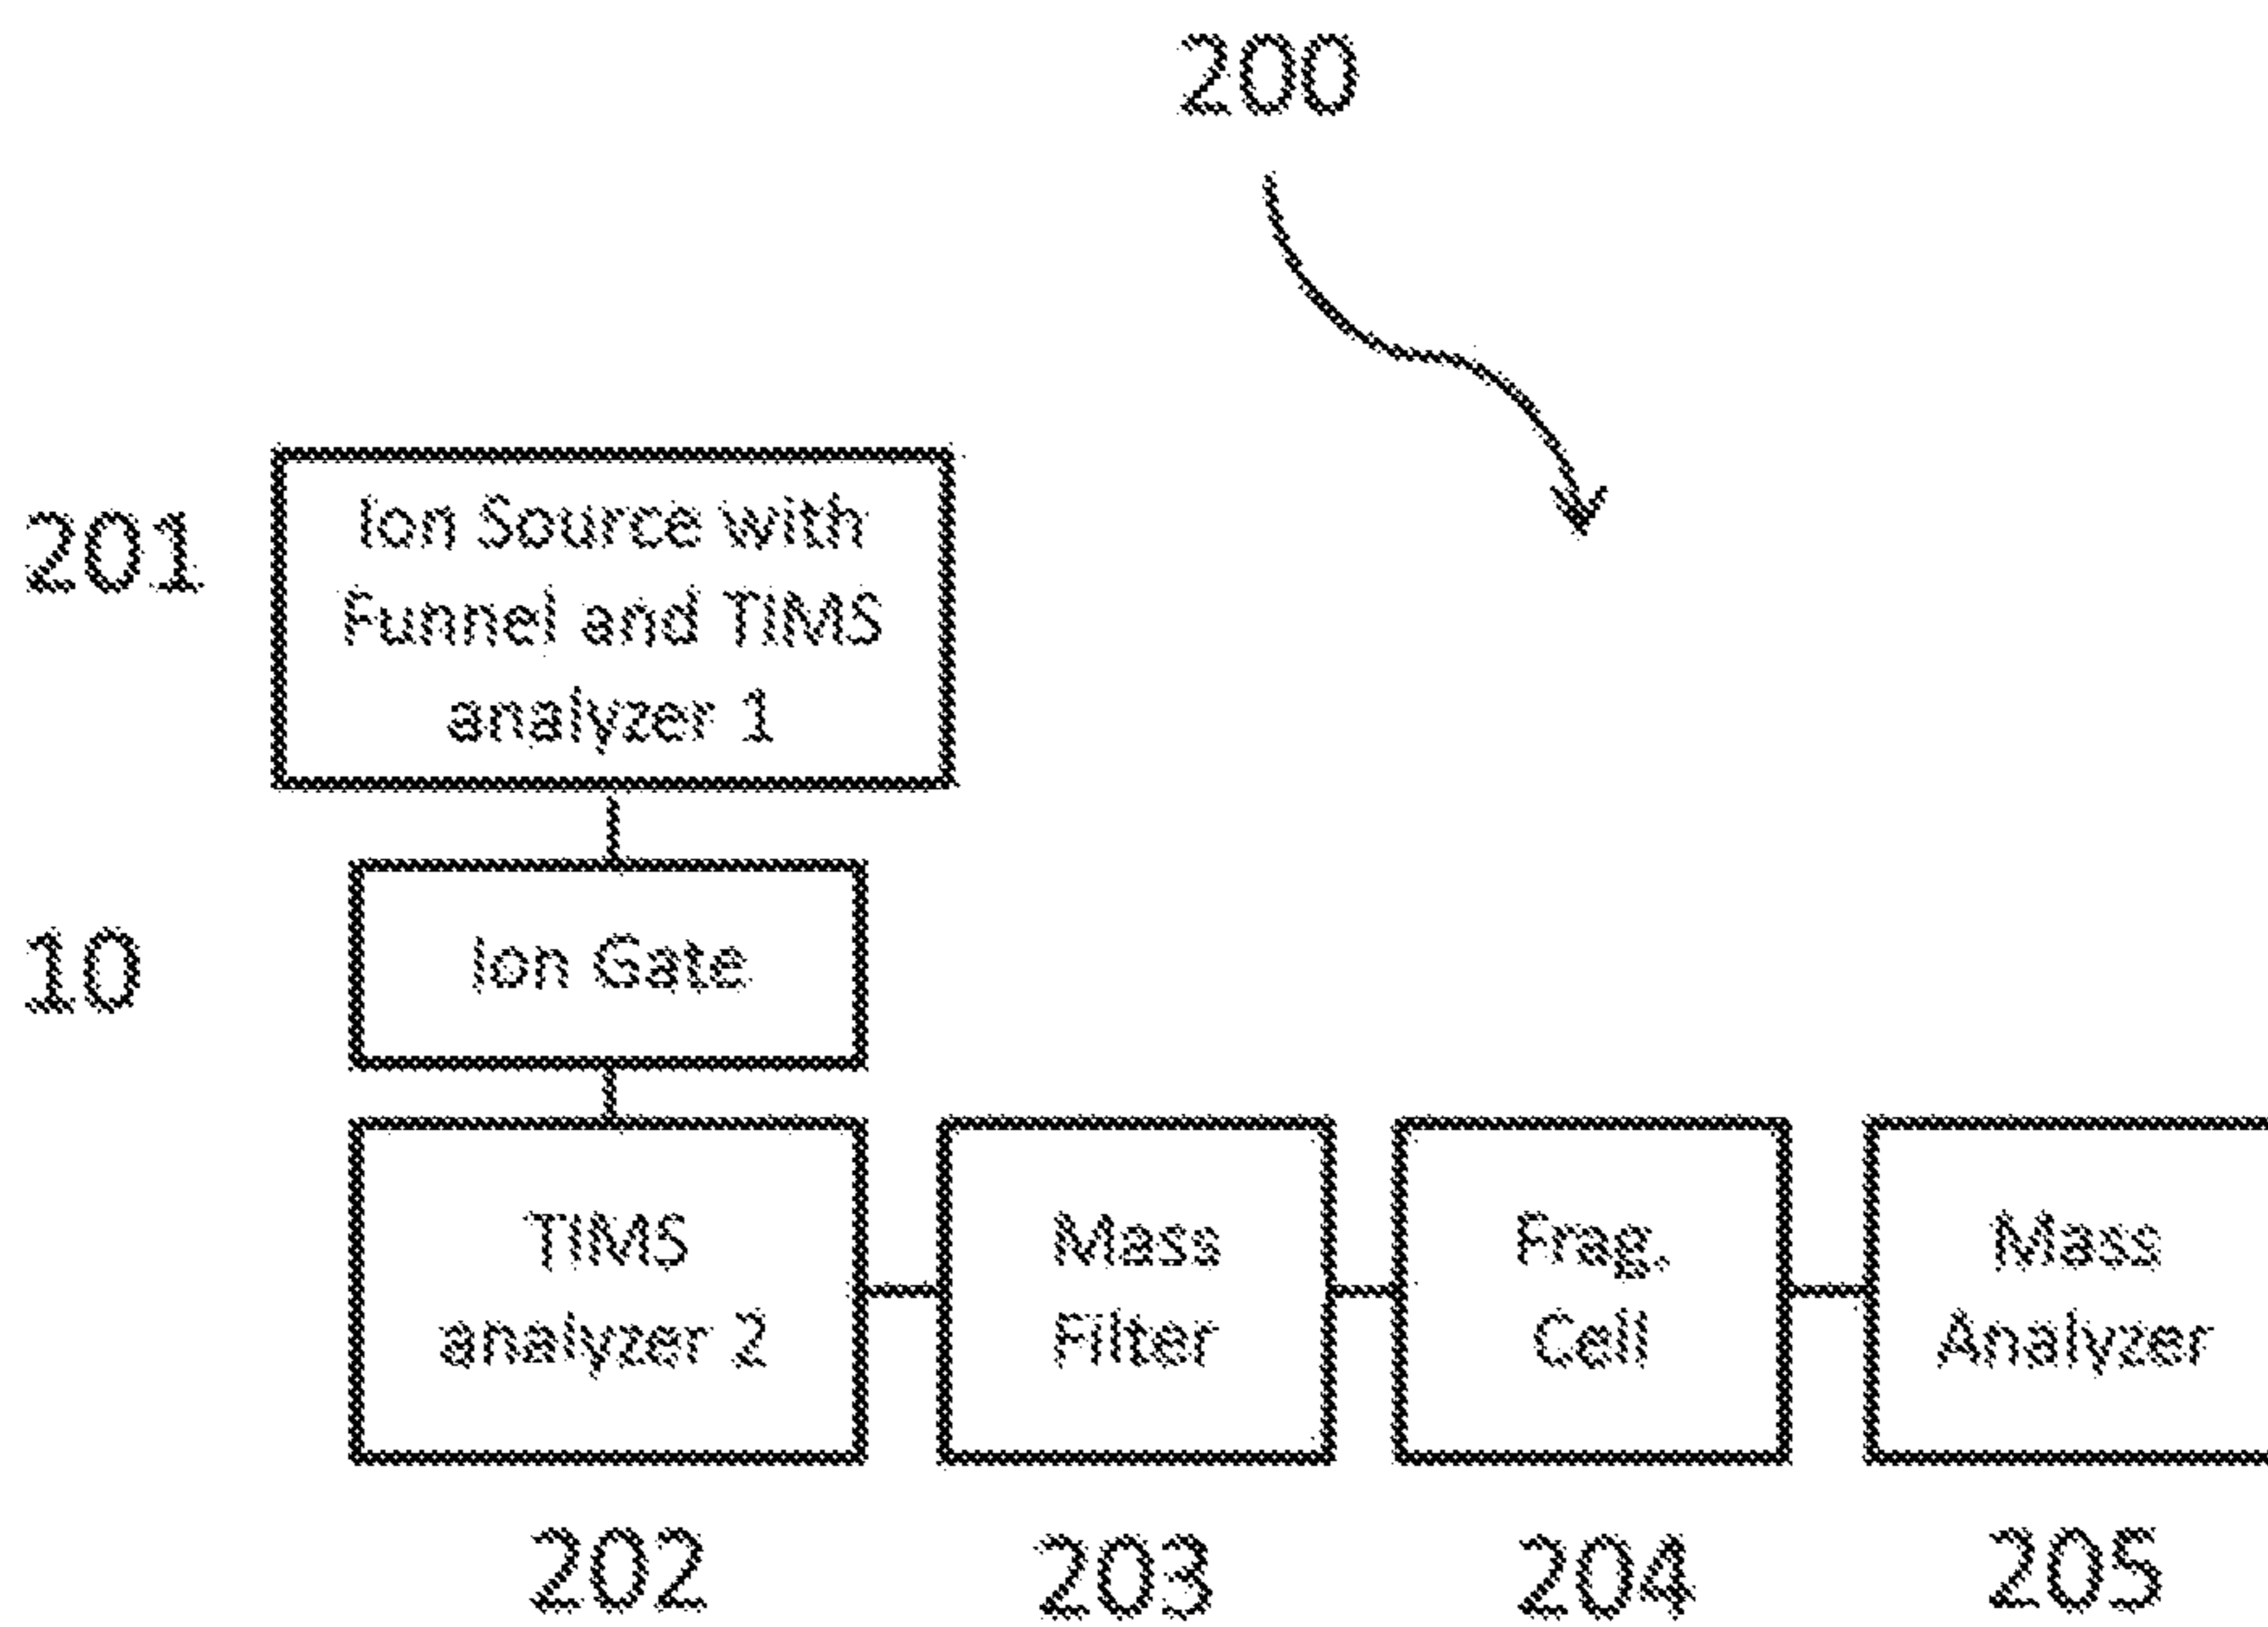 200
201
Ion Source with
Funnel and TIMS
analyzer 1
10
Ion Gate
TIMS
analyzer 2
Mass
Filter
Frag.
Cell
Mass
Analyzer
202
203
204
205